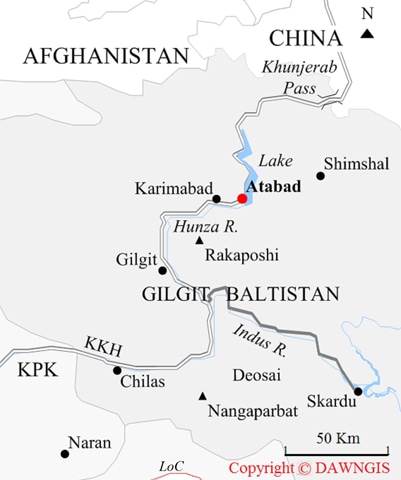 N
CHINA
AFGHANISTAN
Khunjerab
Pass
Lake
Shimshal
Karimabad
Atabad
Hunza R.
Rakaposhi
Gilgit
GILGIT BALTISTAN
Indus R.
KKH
KPK
Chilas
Deosai
Skardu
Nangaparbat
Naran
50 Km
LoC
Copyright © DAWNGIS